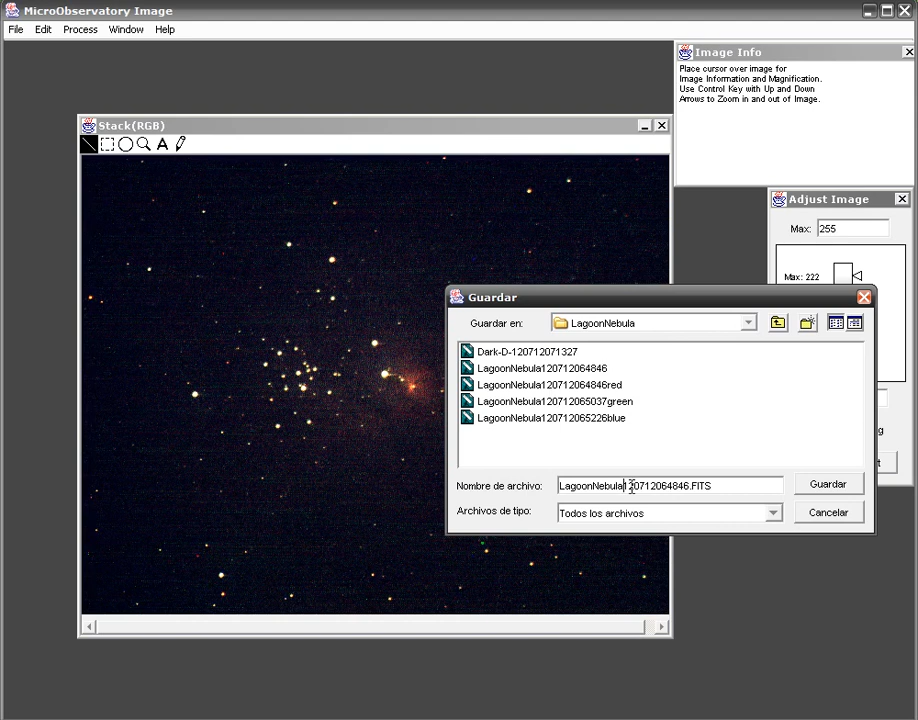 MicroObservatory Image
File Edit Process Window Help
Image Info
Place cursor over image for
Image Information and Magnification.
Use Control Key with Up and Down
Arrows to Zoom in and out of Image.
Stack(RGB)
A
Adjust Image
Max: 255
Max: 222
Guardar
Guardar en: LagoonNebula
Dark-D-120712071327
LagoonNebula120712064846
LagoonNebula120712064846red
LagoonNebula120712065037green
LagoonNebula120712065226blue
g
t
Nombre de archivo: LagoonNebula120712064846.FITS Guardar
Archivos de tipo: Todos los archivos Cancelar